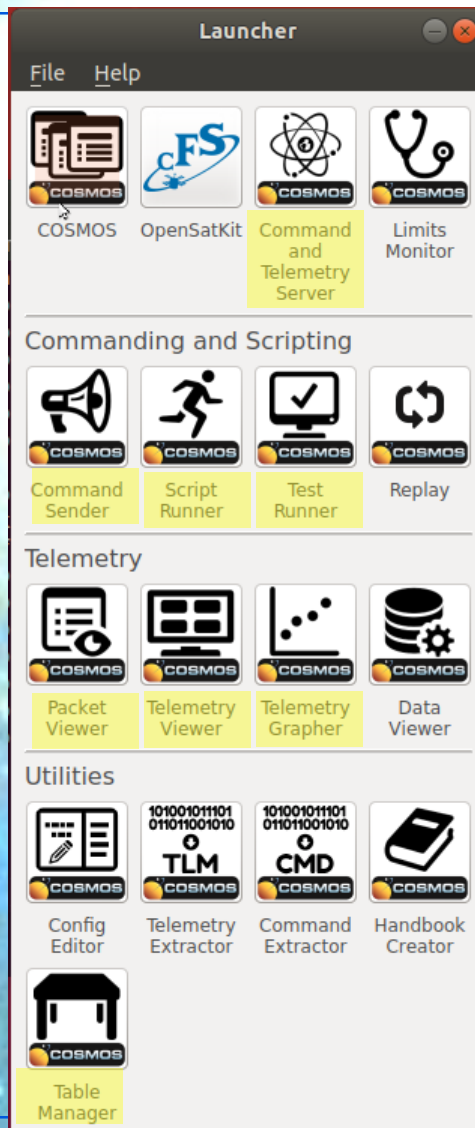 Launcher
File Help
COSMOS
cFS
COSMOS
COSMOS
COSMOS
OpenSatKit
Command
and
Telemetry
Server
Limits
Monitor
Commanding and Scripting
COSMOS
COSMOS
COSMOS
COSMOS
Command
Sender
Script
Runner
Test
Runner
Replay
Telemetry
COSMOS
COSMOS
COSMOS
COSMOS
Packet
Viewer
Telemetry
Viewer
Telemetry
Grapher
Data
Viewer
Utilities
COSMOS
101001011101
011011001010
TLM
COSMOS
101001011101
011011001010
CMD
COSMOS
COSMOS
Config
Editor
Telemetry
Extractor
Command
Extractor
Handbook
Creator
COSMOS
Table
Manager